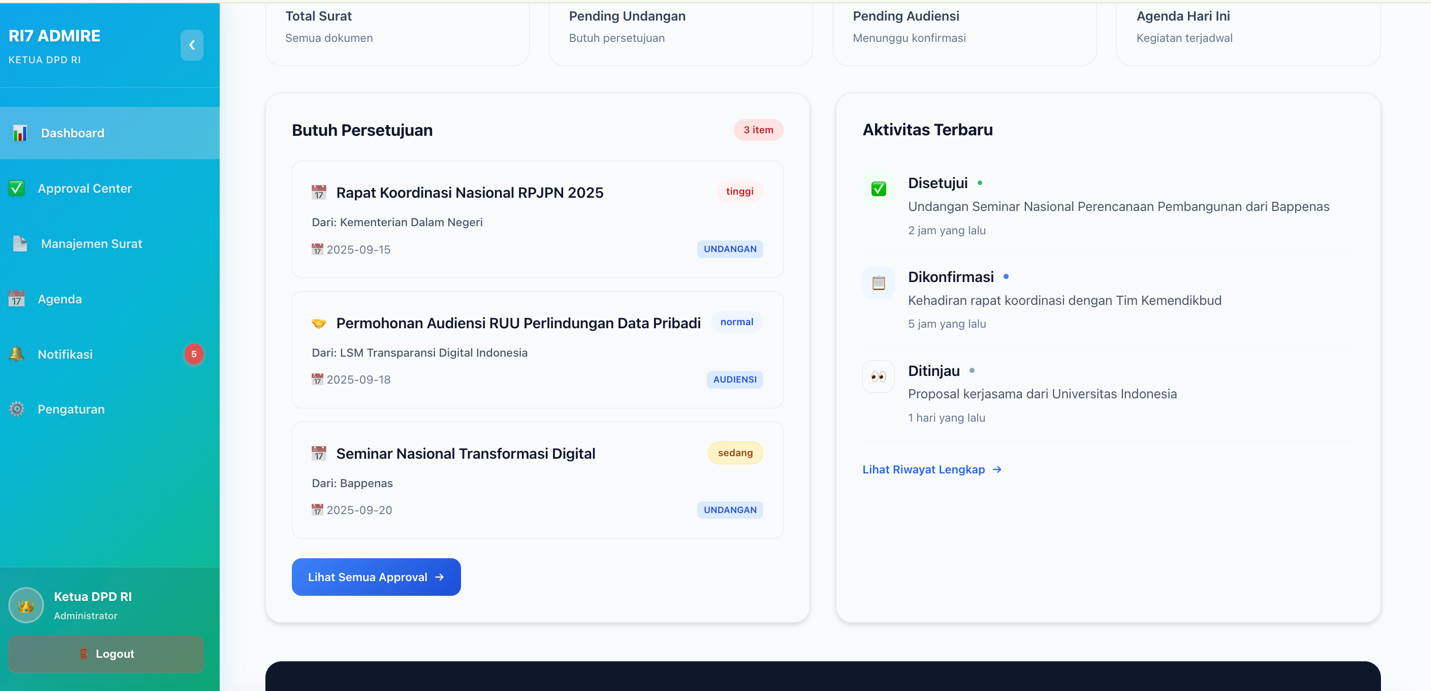 RI7 ADMIRE
KETUA DPD RI
Dashboard
Approval Center
Manajemen Surat
Agenda
Notifikasi
5
Pengaturan
Ketua DPD RI
Administrator
Logout
Total Surat
Semua dokumen
Pending Undangan
Butuh persetujuan
Pending Audiensi
Menunggu konfirmasi
Agenda Hari Ini
Kegiatan terjadwal
Butuh Persetujuan
3 item
Rapat Koordinasi Nasional RPJPN 2025
tinggi
Dari: Kementerian Dalam Negeri
2025-09-15
UNDANGAN
Permohonan Audiensi RUU Perlindungan Data Pribadi
normal
Dari: LSM Transparansi Digital Indonesia
2025-09-18
AUDIENSI
Seminar Nasional Transformasi Digital
sedang
Dari: Bappenas
2025-09-20
UNDANGAN
Lihat Semua Approval →
Aktivitas Terbaru
Disetujui
Undangan Seminar Nasional Perencanaan Pembangunan dari Bappenas
2 jam yang lalu
Dikonfirmasi
Kehadiran rapat koordinasi dengan Tim Kemendikbud
5 jam yang lalu
Ditinjau
Proposal kerjasama dari Universitas Indonesia
1 hari yang lalu
Lihat Riwayat Lengkap →